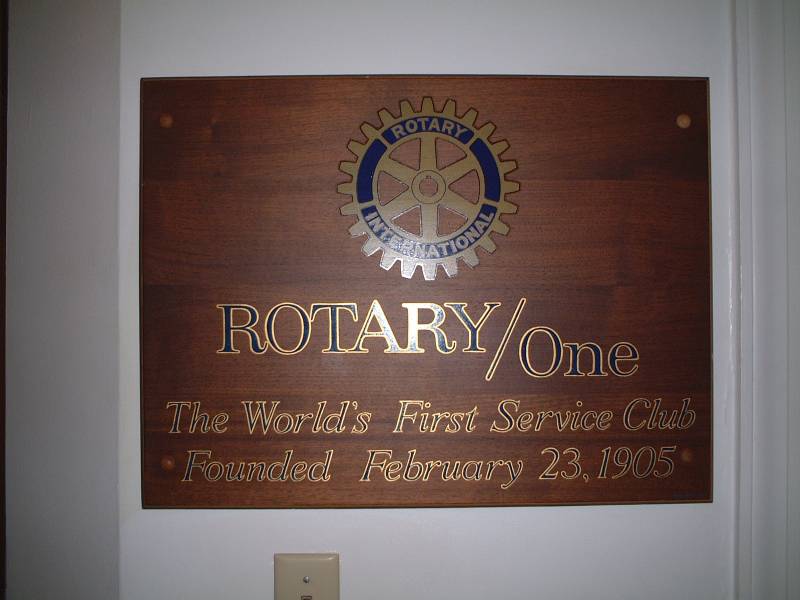 ROTARY
INTERNATIONAL
ROTARY/One
The World's First Service Club
Founded February 23, 1905